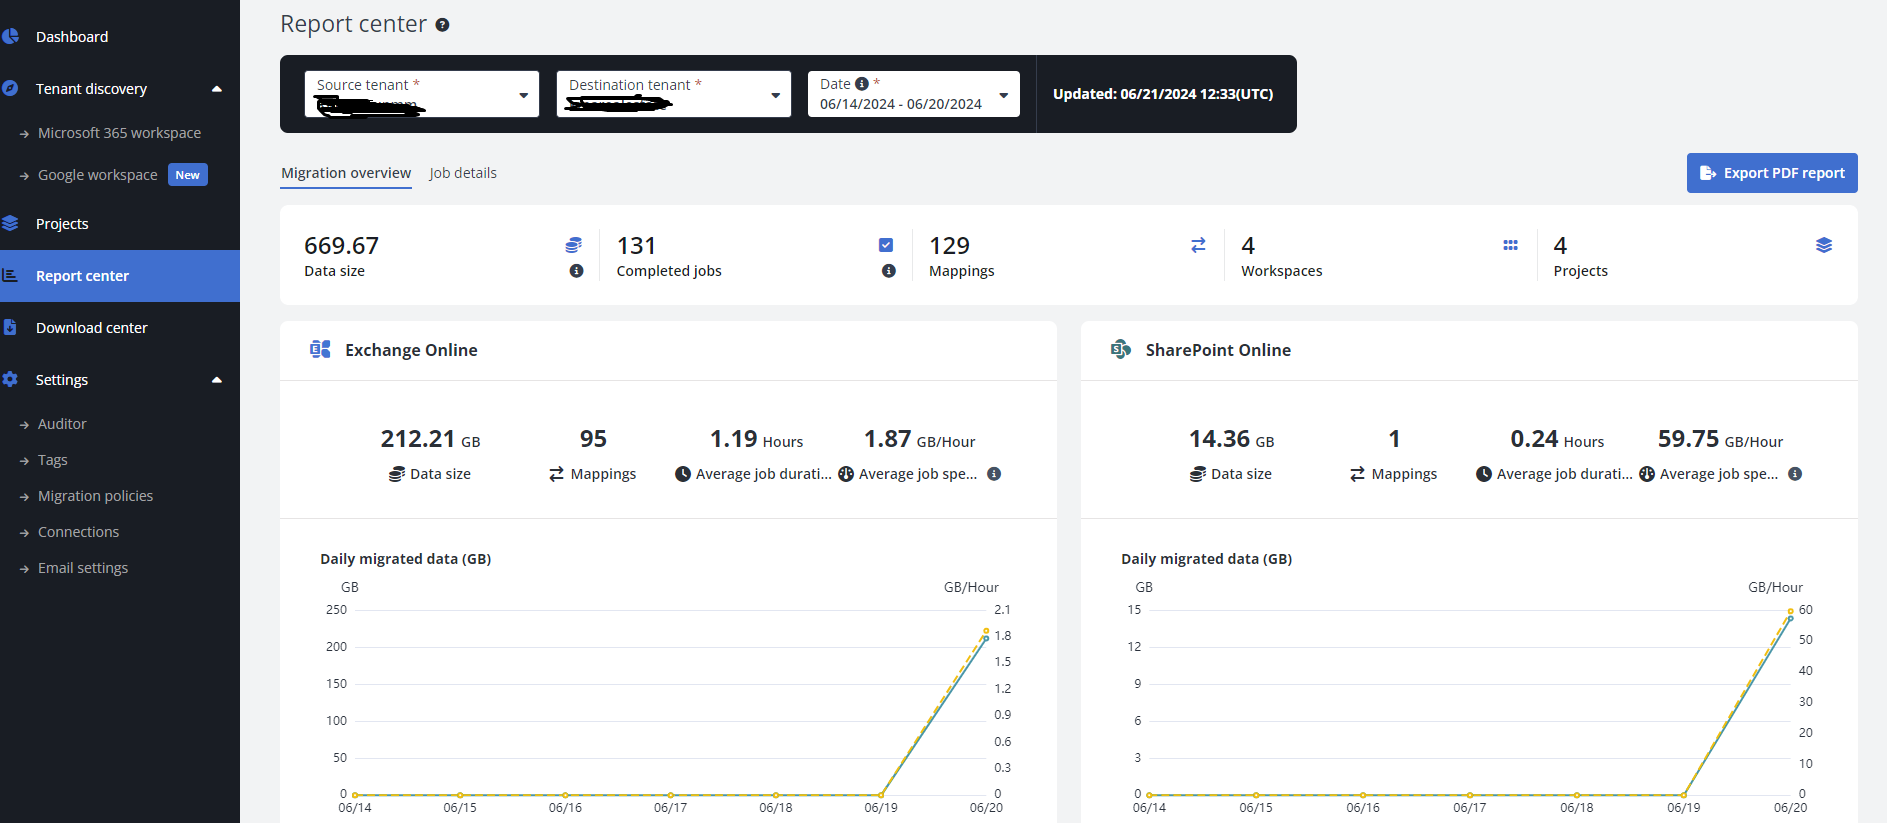 Dashboard
Tenant discovery
Microsoft 365 workspace
Google workspace New
Projects
Report center
Download center
Settings
Auditor
Tags
Migration policies
Connections
Email settings
Report center
Source tenant *
Destination tenant *
Date *
06/14/2024 - 06/20/2024
Updated: 06/21/2024 12:33(UTC)
Migration overview Job details
Export PDF report
669.67
Data size
131
Completed jobs
129
Mappings
4
Workspaces
4
Projects
Exchange Online
212.21 GB
Data size
95
Mappings
1.19 Hours
Average job durati...
1.87 GB/Hour
Average job spe...
Daily migrated data (GB)
GB GB/Hour
250 2.1
200 1.8
150 1.5
100 1.2
50 0.9
0 0.6
0.3
0
06/14 06/15 06/16 06/17 06/18 06/19 06/20
SharePoint Online
14.36 GB
Data size
1
Mappings
0.24 Hours
Average job durati...
59.75 GB/Hour
Average job spe...
Daily migrated data (GB)
GB GB/Hour
15 60
12 50
9 40
6 30
3 20
0 10
0
06/14 06/15 06/16 06/17 06/18 06/19 06/20